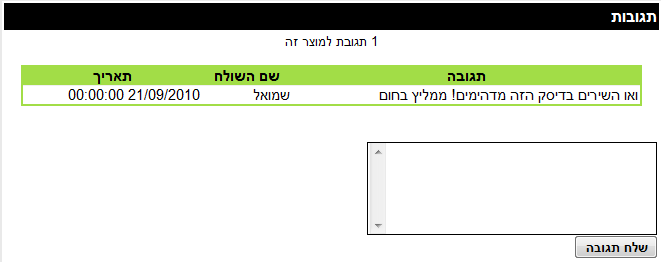 תגובות
1 תגובת למוצר זה
תגובה שם השולח תאריך
ואו השירים בדיסק הזה מדהימים! ממליץ בחום שמואל 21/09/2010 00:00:00
שלח תגובה